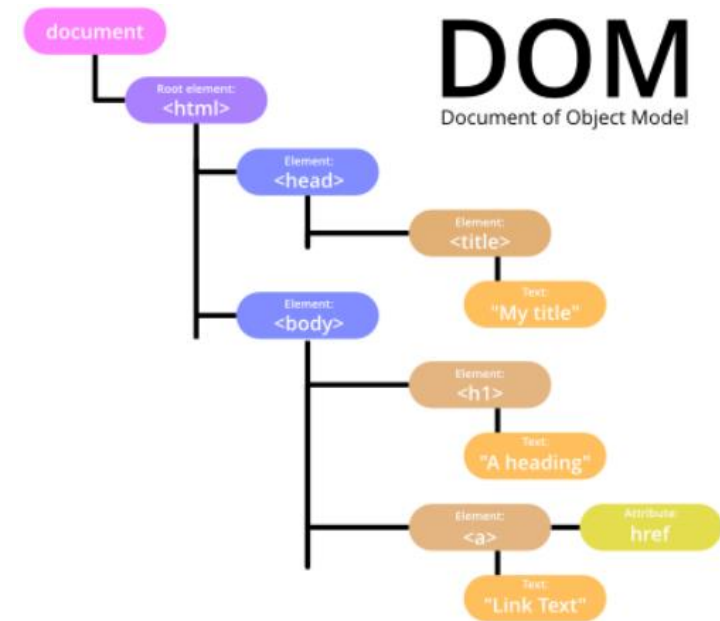 document
DOM
Document of Object Model
Root element:
<html>
Element:
<head>
Element:
<title>
Text:
"My title"
Element:
<body>
Element:
<h1>
Text:
"A heading"
Element:
<a>
Attribute:
href
Text:
"Link Text"